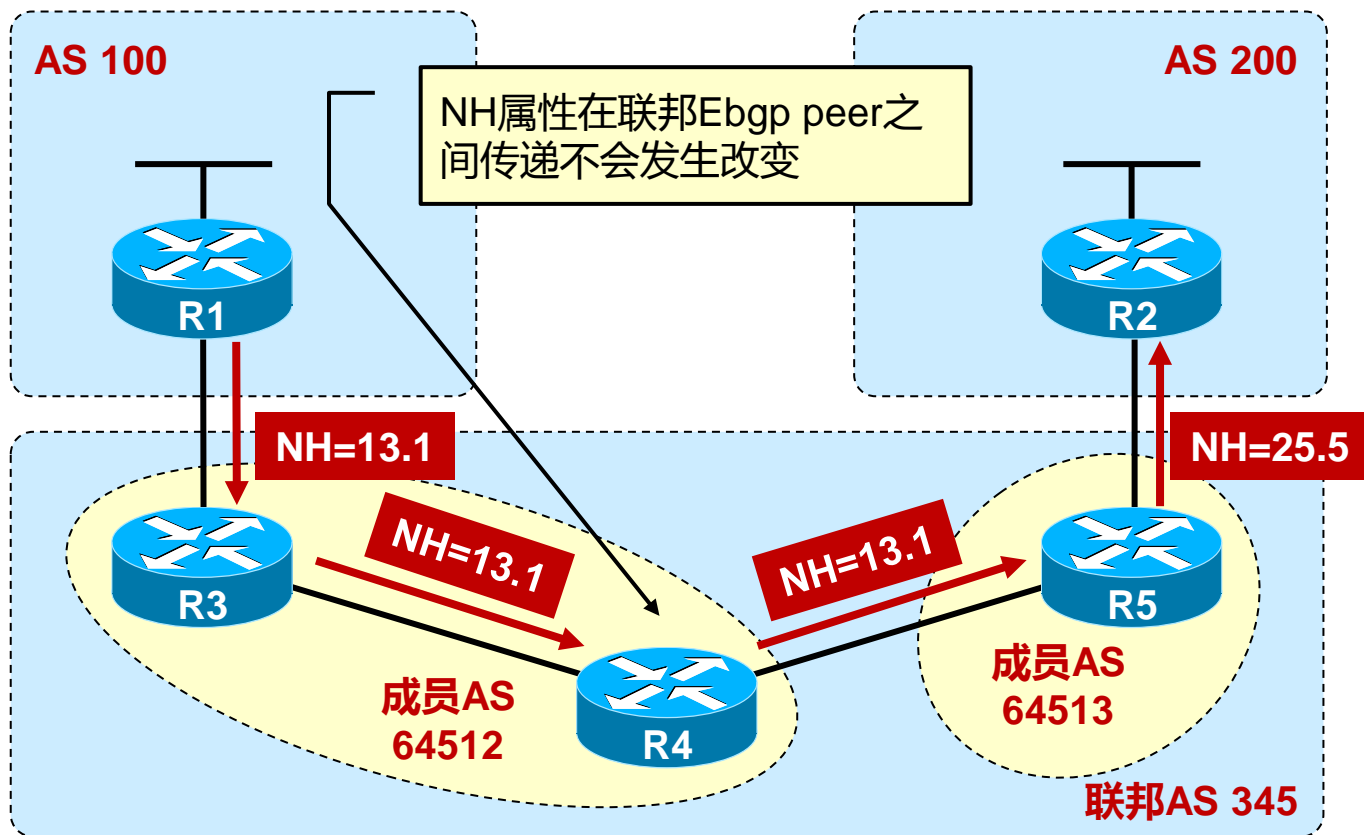 AS 100
AS 200
NH属性在联邦Ebgp peer之
间传递不会发生改变
R1
R2
NH=13.1
NH=25.5
NH=13.1
NH=13.1
R3
R5
成员AS
64512
R4
成员AS
64513
联邦AS 345